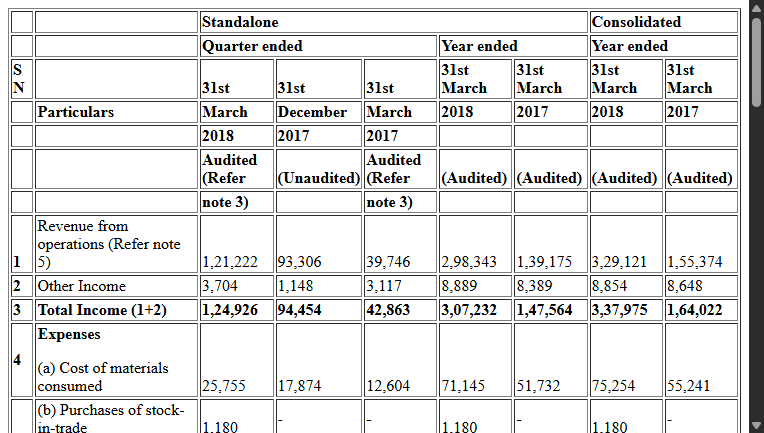 Standalone Consolidated
Quarter ended Year ended Year ended
S N 31st 31st 31st 31st March 31st March 31st March 31st March
Particulars March December March 2018 2017 2018 2017
2018 2017 2017
Audited (Refer (Unaudited) Audited (Refer (Audited) (Audited) (Audited) (Audited)
note 3) note 3)
1 Revenue from operations (Refer note 5) 1,21,222 93,306 39,746 2,98,343 1,39,175 3,29,121 1,55,374
2 Other Income 3,704 1,148 3,117 8,889 8,389 8,854 8,648
3 Total Income (1+2) 1,24,926 94,454 42,863 3,07,232 1,47,564 3,37,975 1,64,022
4 Expenses
(a) Cost of materials consumed 25,755 17,874 12,604 71,145 51,732 75,254 55,241
(b) Purchases of stock-in-trade 1,180 - - 1,180 - 1,180 -